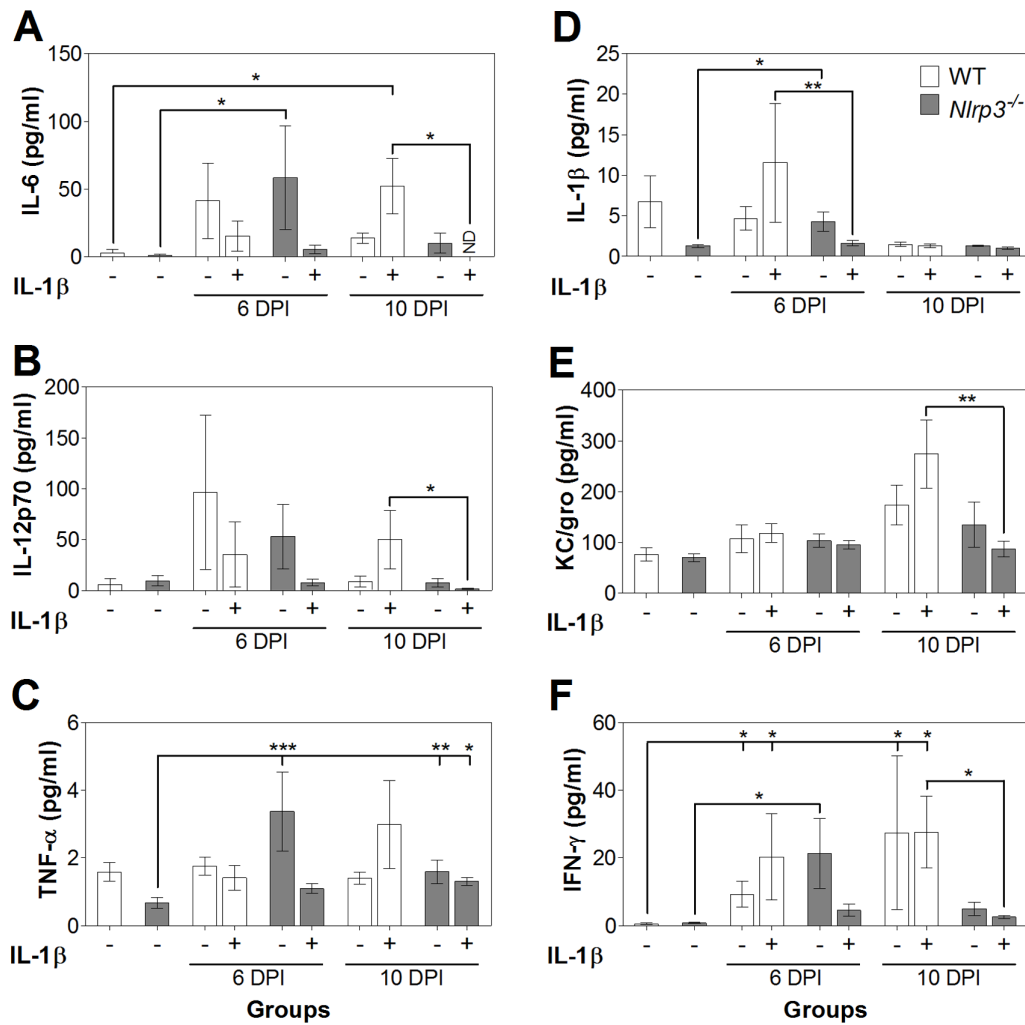 A
IL-6 (pg/ml)
150
100
50
0
*
*
*
ND
- - - + - + - + - +
IL-1β
6 DPI 10 DPI
D
IL-1β (pg/ml)
25
20
15
10
5
0
*
**
WT
Nlrp3-/-
- - - + - + - + - +
IL-1β
6 DPI 10 DPI
B
IL-12p70 (pg/ml)
200
150
100
50
0
*
- - - + - + - + - +
IL-1β
6 DPI 10 DPI
E
KC/gro (pg/ml)
400
300
200
100
0
**
- - - + - + - + - +
IL-1β
6 DPI 10 DPI
C
TNF-α (pg/ml)
6
4
2
0
*** ** *
- - - + - + - + - +
IL-1β
6 DPI 10 DPI
Groups
F
IFN-γ (pg/ml)
60
40
20
0
* * * *
*
*
- - - + - + - + - +
IL-1β
6 DPI 10 DPI
Groups